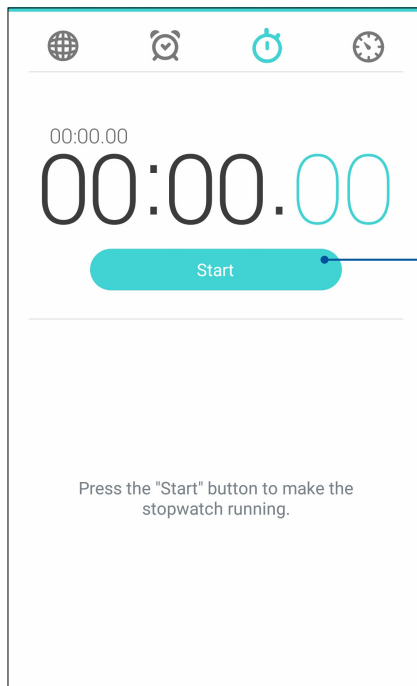 00:00.00
00:00.00
Start
Press the "Start" button to make the
stopwatch running.